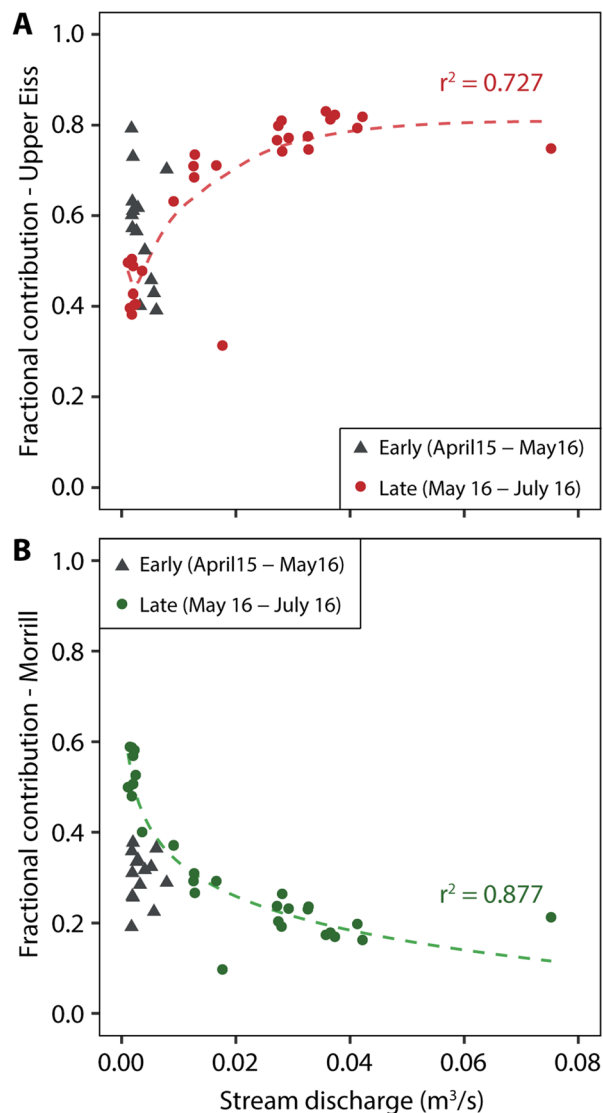 A
1.0
0.8
0.6
0.4
0.2
0.0
Fractional contribution - Upper Eiss
r² = 0.727
Early (April15 – May16)
Late (May 16 – July 16)
B
1.0
0.8
0.6
0.4
0.2
0.0
Fractional contribution - Morrill
Early (April15 – May16)
Late (May 16 – July 16)
r² = 0.877
0.00 0.02 0.04 0.06 0.08
Stream discharge (m³/s)